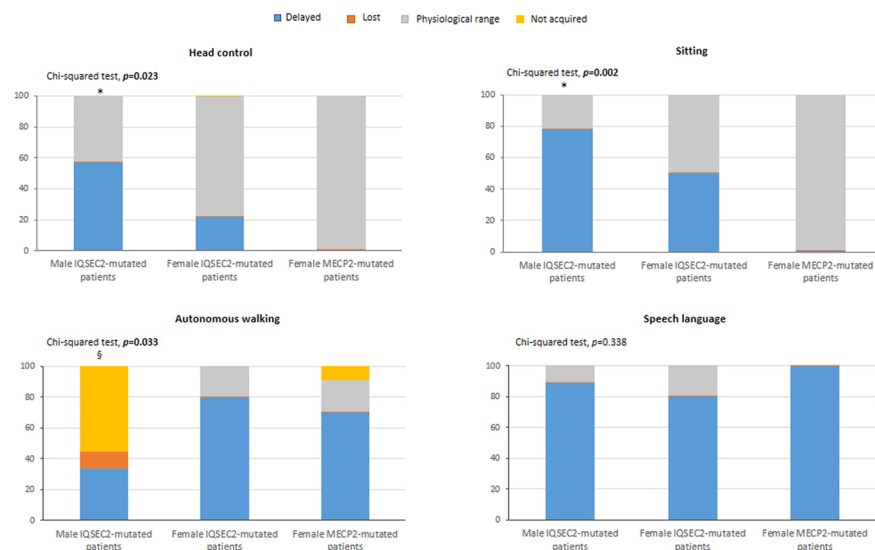 Delayed Lost Physiological range Not acquired
Head control
Chi-squared test, p=0.023
*
100
80
60
40
20
0
Male IQSEC2-mutated patients
Female IQSEC2-mutated patients
Female MECP2-mutated patients
Sitting
Chi-squared test, p=0.002
*
100
80
60
40
20
0
Male IQSEC2-mutated patients
Female IQSEC2-mutated patients
Female MECP2-mutated patients
Autonomous walking
Chi-squared test, p=0.033
§
100
80
60
40
20
0
Male IQSEC2-mutated patients
Female IQSEC2-mutated patients
Female MECP2-mutated patients
Speech language
Chi-squared test, p=0.338
100
80
60
40
20
0
Male IQSEC2-mutated patients
Female IQSEC2-mutated patients
Female MECP2-mutated patients